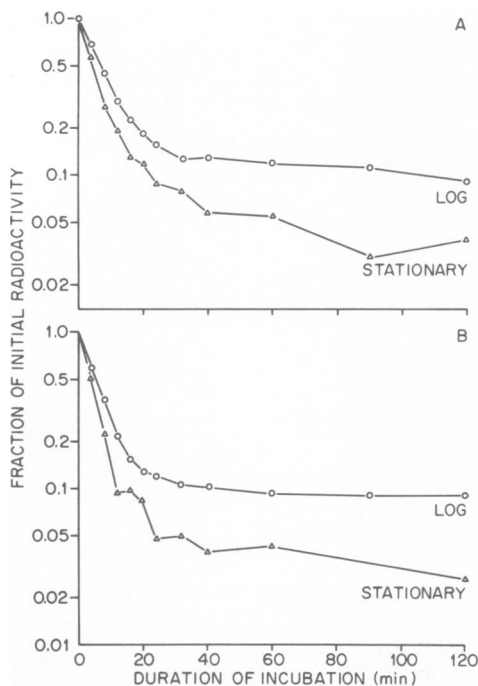 FRACTION OF INITIAL RADIOACTIVITY
A
1.0
0.5
0.2
0.1
0.05
0.02
LOG
STATIONARY
B
1.0
0.5
0.2
0.1
0.05
0.02
0.01
LOG
STATIONARY
0 20 40 60 80 100 120
DURATION OF INCUBATION (min)